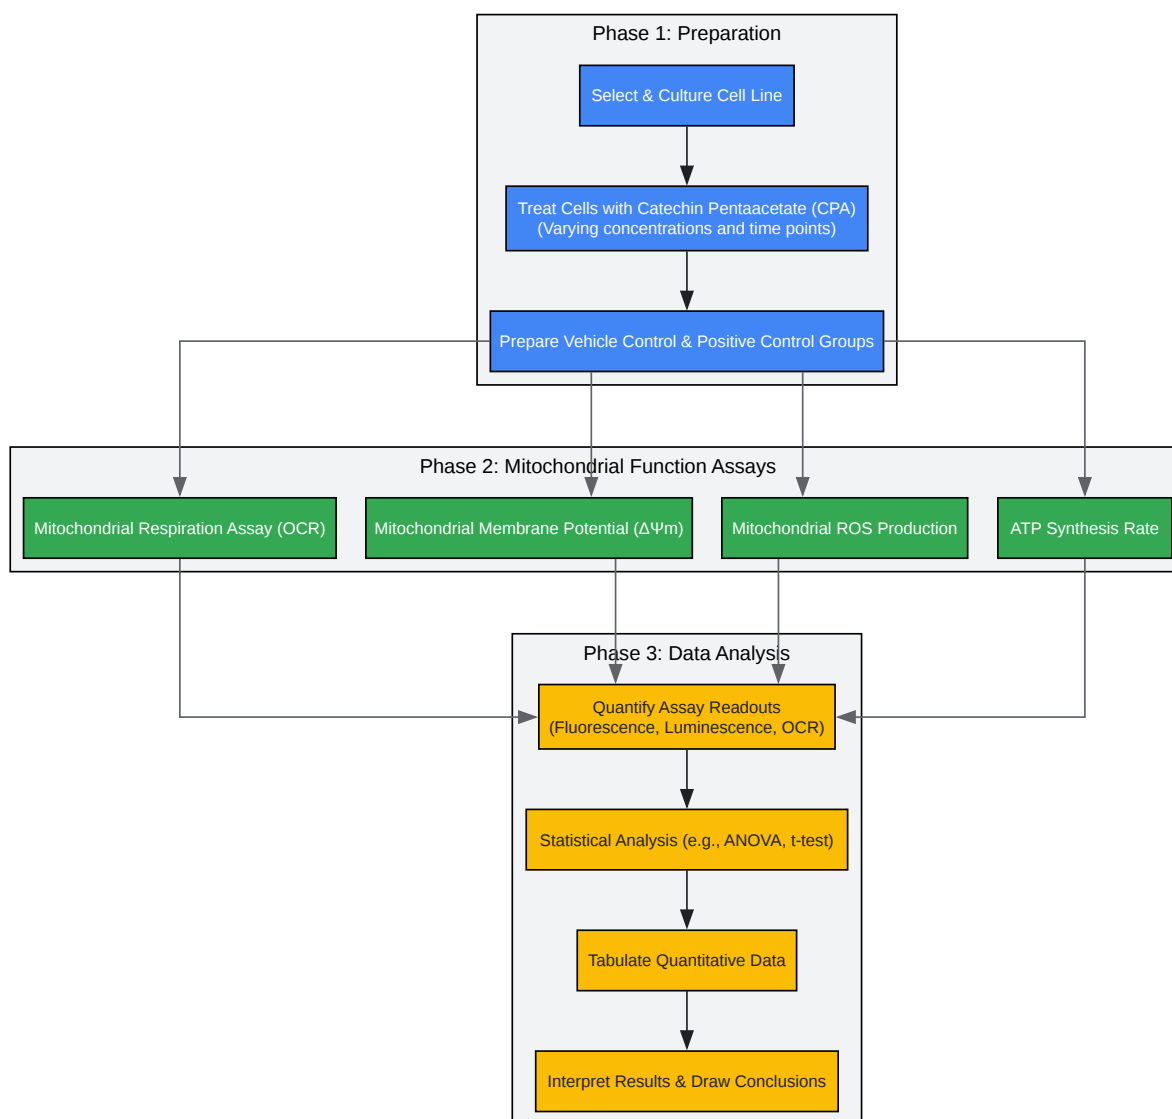 Phase 1: Preparation
Select & Culture Cell Line
Treat Cells with Catechin Pentaacetate (CPA)
(Varying concentrations and time points)
Prepare Vehicle Control & Positive Control Groups
Phase 2: Mitochondrial Function Assays
Mitochondrial Respiration Assay (OCR)
Mitochondrial Membrane Potential (ΔΨm)
Mitochondrial ROS Production
ATP Synthesis Rate
Phase 3: Data Analysis
Quantify Assay Readouts
(Fluorescence, Luminescence, OCR)
Statistical Analysis (e.g., ANOVA, t-test)
Tabulate Quantitative Data
Interpret Results & Draw Conclusions